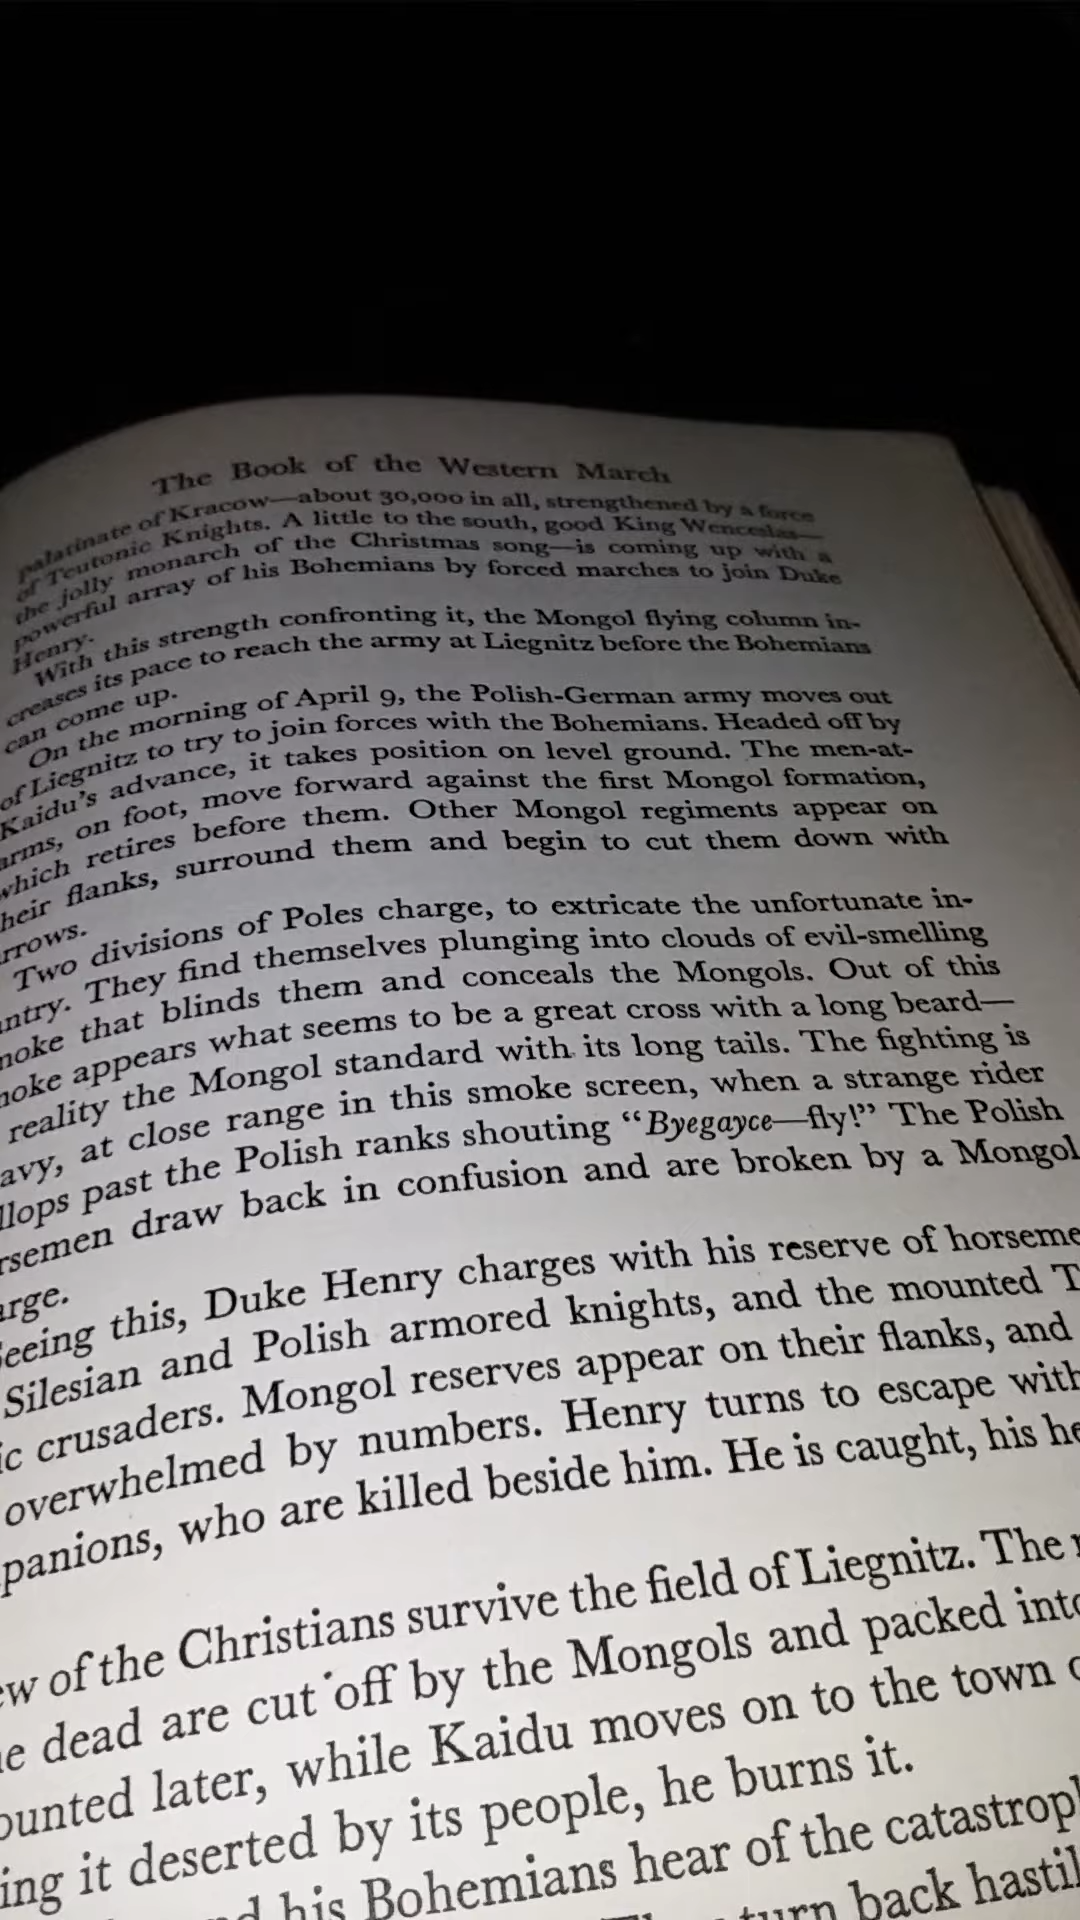 The Book of the Western March
palatinate of Kracow—about 30,000 in all, strengthened by a force
of Teutonic Knights. A little to the south, good King Wenceslas—
the jolly monarch of the Christmas song—is coming up with a
powerful array of his Bohemians by forced marches to join Duke
Henry.
With this strength confronting it, the Mongol flying column in-
creases its pace to reach the army at Liegnitz before the Bohemians
can come up.
On the morning of April 9, the Polish-German army moves out
of Liegnitz to try to join forces with the Bohemians. Headed off by
Kaidu's advance, it takes position on level ground. The men-at-
arms, on foot, move forward against the first Mongol formation,
which retires before them. Other Mongol regiments appear on
heir flanks, surround them and begin to cut them down with
rrows.
Two divisions of Poles charge, to extricate the unfortunate in-
ntry. They find themselves plunging into clouds of evil-smelling
moke that blinds them and conceals the Mongols. Out of this
moke appears what seems to be a great cross with a long beard—
reality the Mongol standard with its long tails. The fighting is
avy, at close range in this smoke screen, when a strange rider
llops past the Polish ranks shouting “Byegayce—fly!” The Polish
rsemen draw back in confusion and are broken by a Mongol
arge.
Seeing this, Duke Henry charges with his reserve of horseme
Silesian and Polish armored knights, and the mounted T
ic crusaders. Mongol reserves appear on their flanks, and
overwhelmed by numbers. Henry turns to escape with
panions, who are killed beside him. He is caught, his he
ew of the Christians survive the field of Liegnitz. The
e dead are cut off by the Mongols and packed into
ounted later, while Kaidu moves on to the town
ing it deserted by its people, he burns it.
d his Bohemians hear of the catastroph
turn back hastil